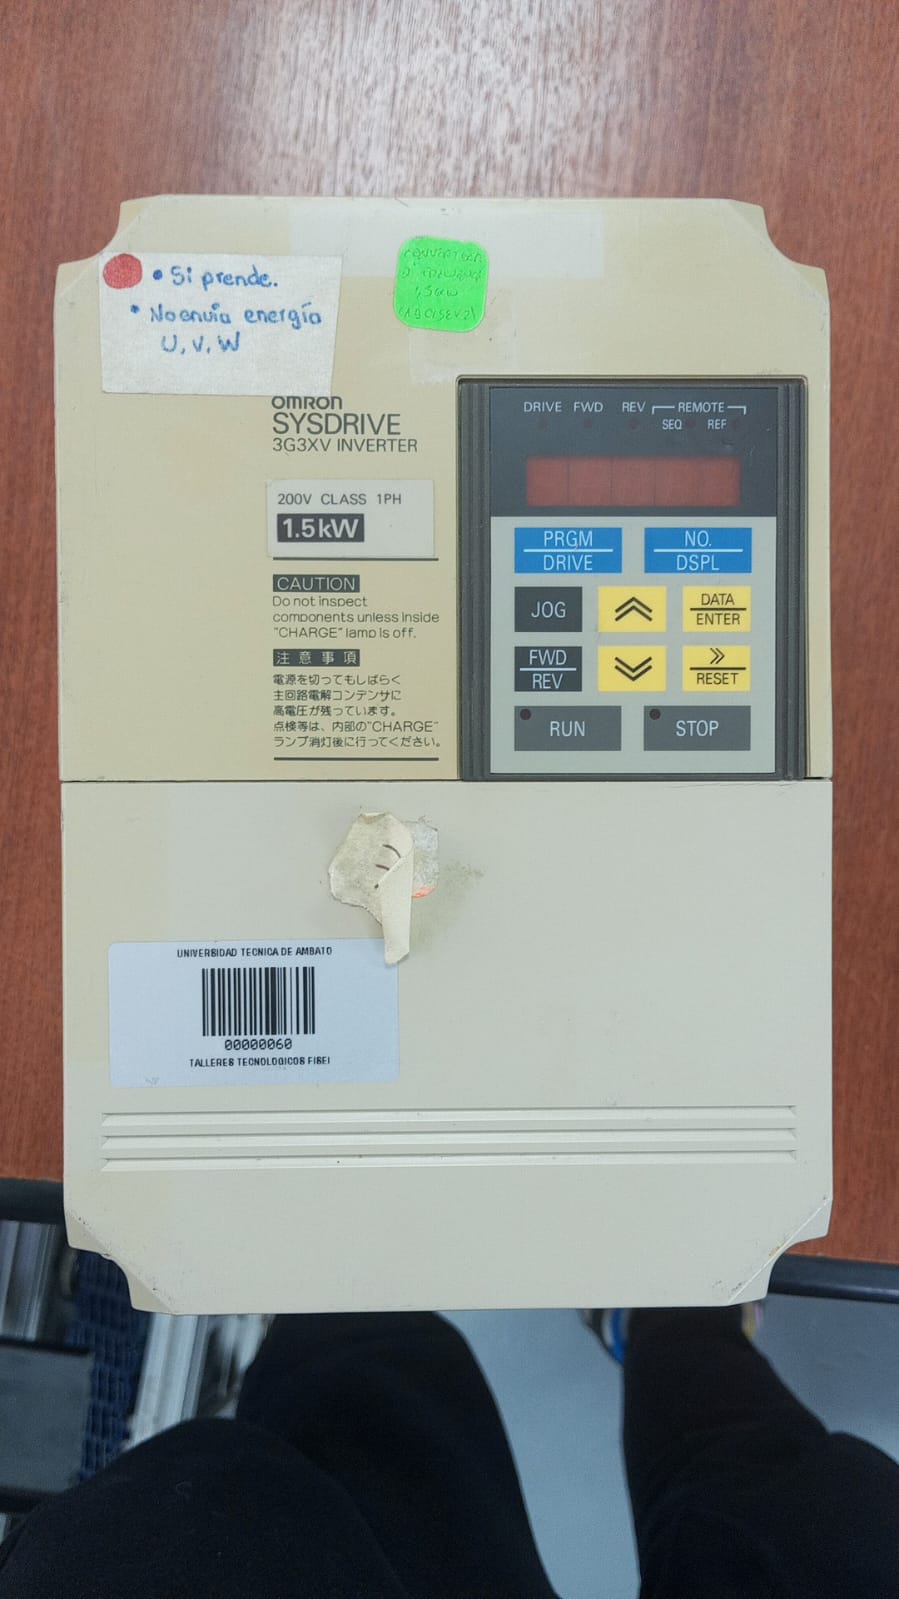 • Si prende.
• No envia energía
U, V, W
1,5 KW
OMRON
SYSDRIVE
3G3XV INVERTER
200V CLASS 1PH
1.5kW
CAUTION
Do not inspect
components unless inside
"CHARGE" lamp is off.
注意事項
電源を切ってもしばらく
主回路電解コンデンサに
高電圧が残っています。
点検等は、内部の"CHARGE"
ランプ消灯後に行ってください。
DRIVE FWD REV REMOTE
SEQ REF
PRGM NO.
DRIVE DSPL
JOG DATA
ENTER
FWD
REV RESET
RUN STOP
UNIVERSIDAD TECNICA DE AMBATO
00000060
TALLERES TECNOLOGICOS FISEI